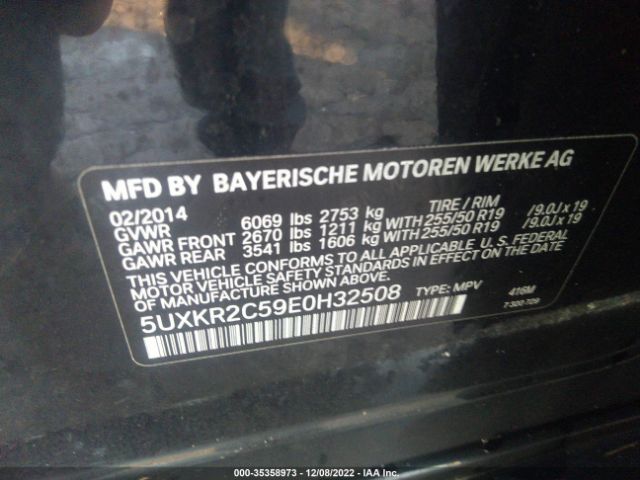 MFD BY BAYERISCHE MOTOREN WERKE AG
02/2014 TIRE / RIM
GVWR 6069 lbs 2753 kg
GAWR FRONT 2670 lbs 1211 kg WITH 255/50 R19 /9.0J x 19
GAWR REAR 3541 lbs 1606 kg WITH 255/50 R19 /9.0J x 19
THIS VEHICLE CONFORMS TO ALL APPLICABLE U. S. FEDERAL
MOTOR VEHICLE SAFETY STANDARDS IN EFFECT ON THE DATE
OF MANUFACTURE SHOWN ABOVE.
5UXKR2C59E0H32508 TYPE: MPV 416M
7 300 709
000-35358973 - 12/08/2022 - IAA Inc.